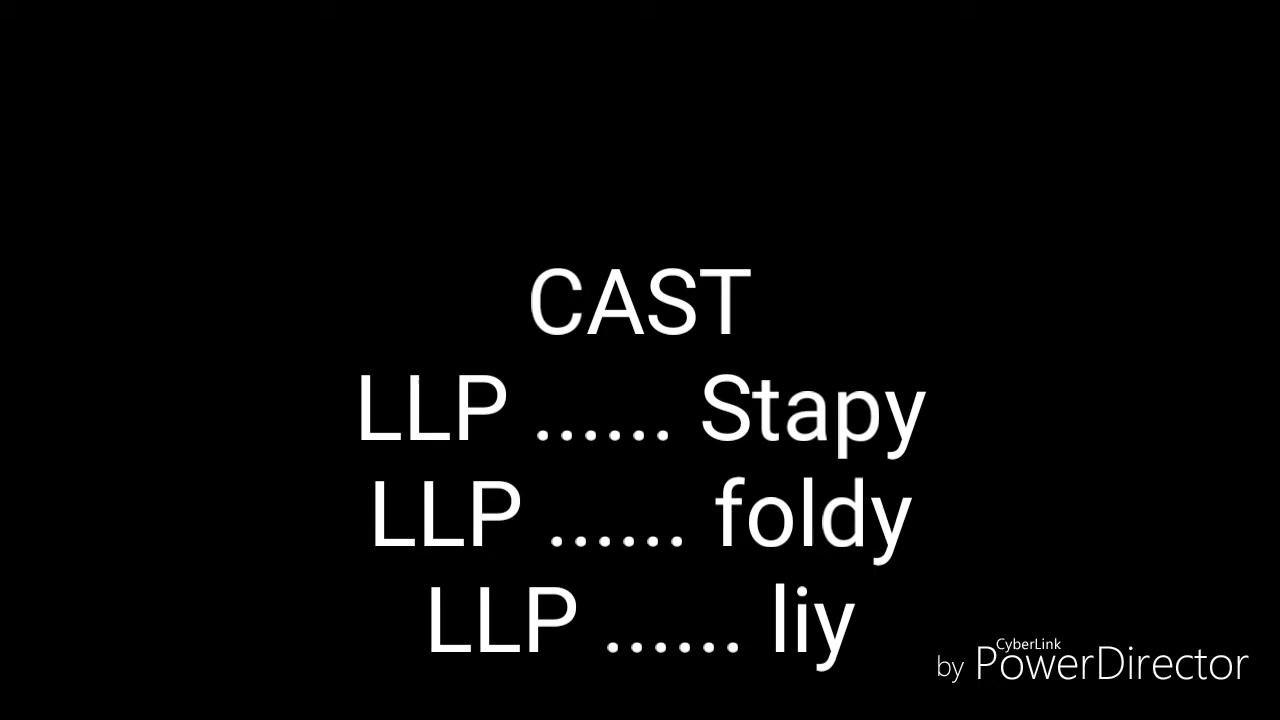 CAST
LLP ...... Stapy
LLP ...... foldy
LLP ...... liy
CyberLink
by PowerDirector